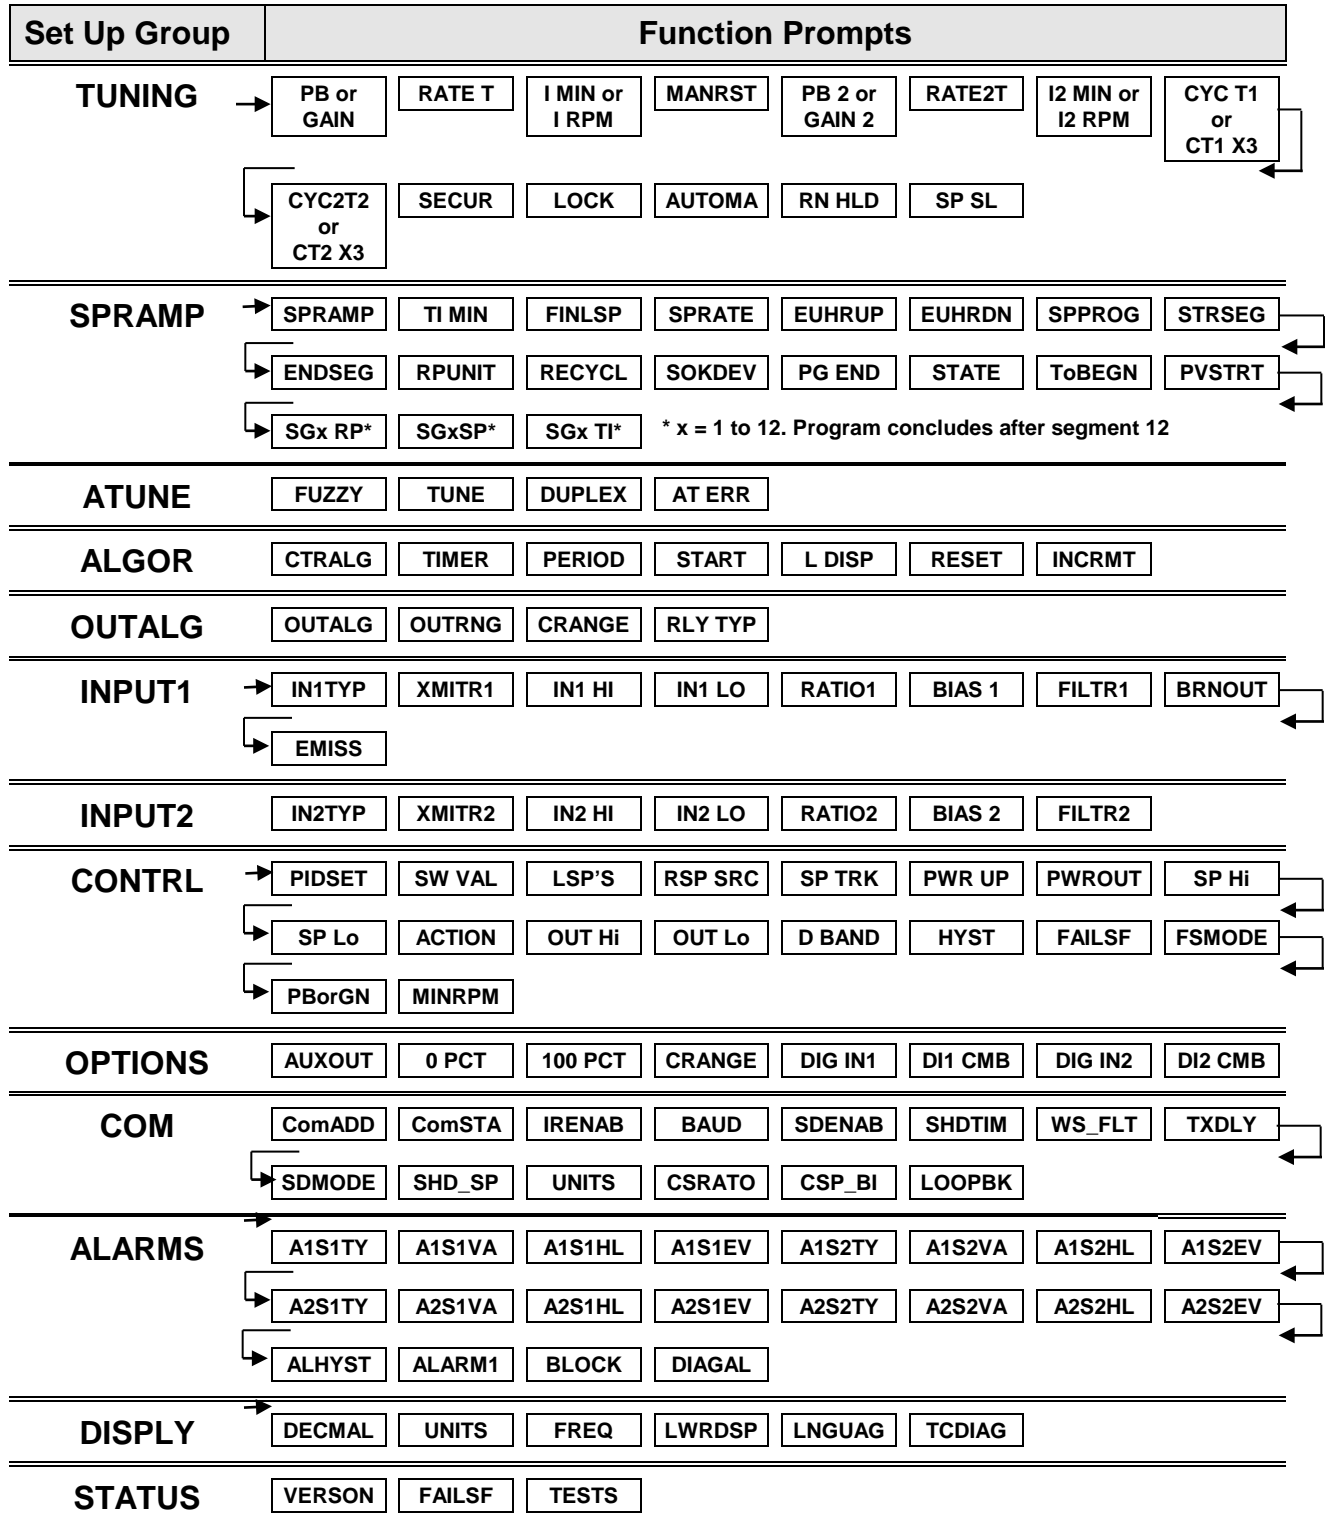 Set Up Group Function Prompts
TUNING PB or GAIN RATE T I MIN or I RPM MANRST PB 2 or GAIN 2 RATE2T I2 MIN or I2 RPM CYC T1 or CT1 X3
CYC2T2 or CT2 X3 SECUR LOCK AUTOMA RN HLD SP SL
SPRAMP SPRAMP TI MIN FINLSP SPRATE EUHRUP EUHRDN SPPROG STRSEG
ENDSEG RPUNIT RECYCL SOKDEV PG END STATE ToBEGN PVSTRT
SGx RP* SGxSP* SGx TI* * x = 1 to 12. Program concludes after segment 12
ATUNE FUZZY TUNE DUPLEX AT ERR
ALGOR CTRALG TIMER PERIOD START L DISP RESET INCRMT
OUTALG OUTALG OUTRNG CRANGE RLY TYP
INPUT1 IN1TYP XMITR1 IN1 HI IN1 LO RATIO1 BIAS 1 FILTR1 BRNOUT
EMISS
INPUT2 IN2TYP XMITR2 IN2 HI IN2 LO RATIO2 BIAS 2 FILTR2
CONTRL PIDSET SW VAL LSP'S RSP SRC SP TRK PWR UP PWROUT SP Hi
SP Lo ACTION OUT Hi OUT Lo D BAND HYST FAILSF FSMODE
PBorGN MINRPM
OPTIONS AUXOUT 0 PCT 100 PCT CRANGE DIG IN1 DI1 CMB DIG IN2 DI2 CMB
COM ComADD ComSTA IRENAB BAUD SDENAB SHDTIM WS_FLT TXDLY
SDMODE SHD_SP UNITS CSRATO CSP_BI LOOPBK
ALARMS A1S1TY A1S1VA A1S1HL A1S1EV A1S2TY A1S2VA A1S2HL A1S2EV
A2S1TY A2S1VA A2S1HL A2S1EV A2S2TY A2S2VA A2S2HL A2S2EV
ALHYST ALARM1 BLOCK DIAGAL
DISPLY DECMAL UNITS FREQ LWRDSP LNGUAG TCDIAG
STATUS VERSON FAILSF TESTS